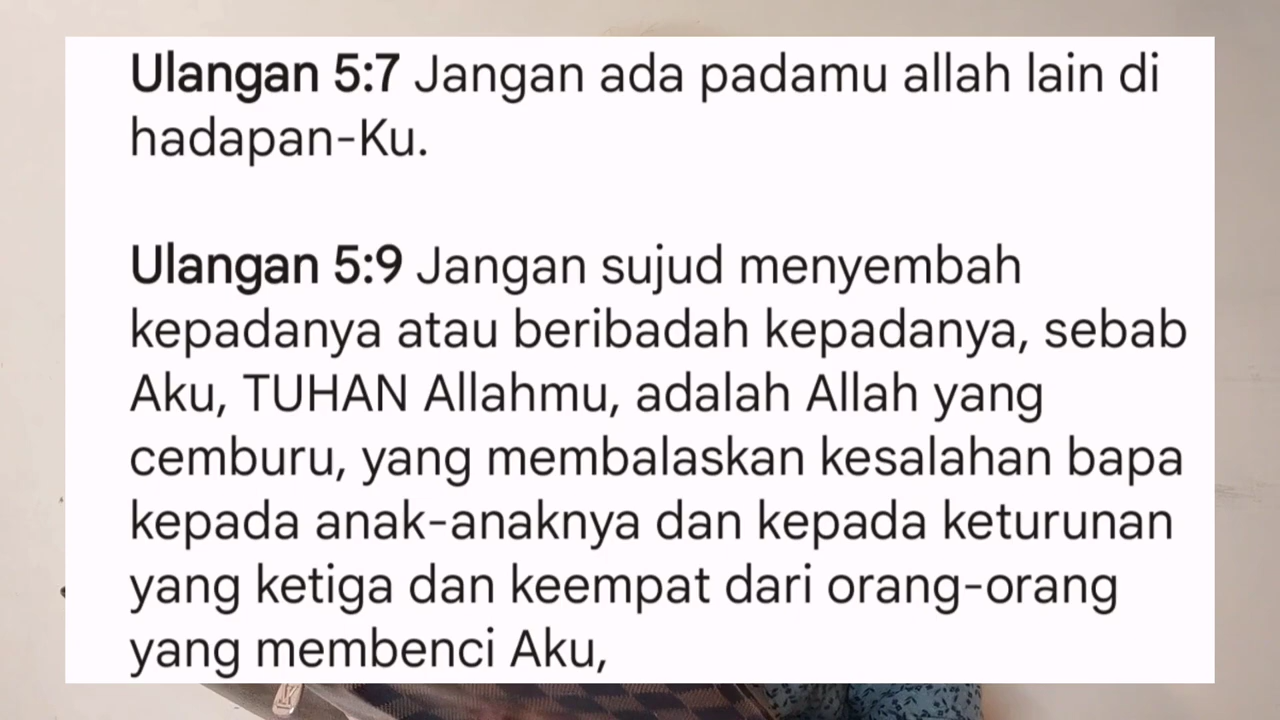 Ulangan 5:7 Jangan ada padamu allah lain di
hadapan-Ku.
Ulangan 5:9 Jangan sujud menyembah
kepadanya atau beribadah kepadanya, sebab
Aku, TUHAN Allahmu, adalah Allah yang
cemburu, yang membalaskan kesalahan bapa
kepada anak-anaknya dan kepada keturunan
yang ketiga dan keempat dari orang-orang
yang membenci Aku,